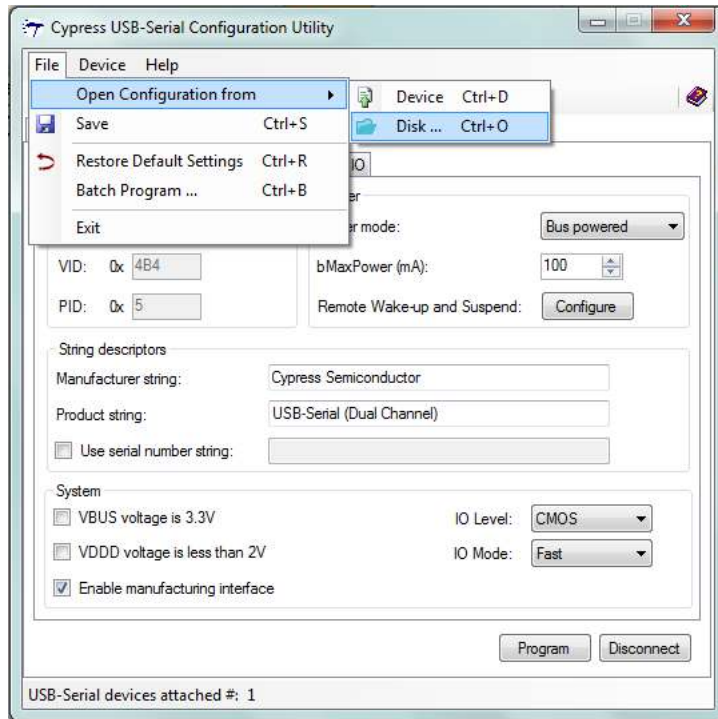 Cypress USB-Serial Configuration Utility
File Device Help
Open Configuration from
Device Ctrl+D
Save Ctrl+S
Disk ... Ctrl+O
Restore Default Settings Ctrl+R
IO
Batch Program ... Ctrl+B
Exit
mode:
Bus powered
VID: 0x 4B4
bMaxPower (mA): 100
PID: 0x 5
Remote Wake-up and Suspend: Configure
String descriptors
Manufacturer string: Cypress Semiconductor
Product string: USB-Serial (Dual Channel)
Use serial number string:
System
VBUS voltage is 3.3V
IO Level: CMOS
VDDD voltage is less than 2V
IO Mode: Fast
Enable manufacturing interface
Program Disconnect
USB-Serial devices attached #: 1